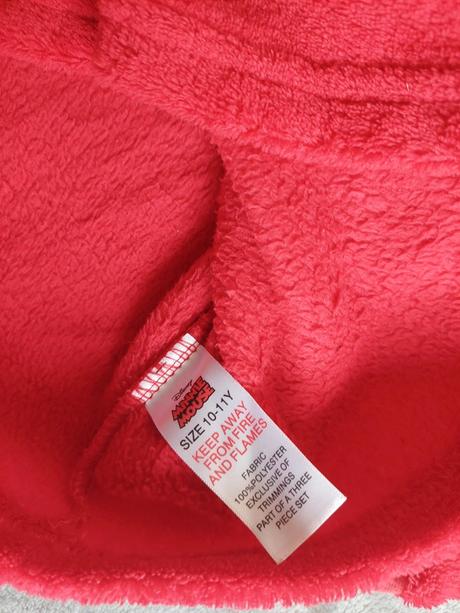 Disney
MINNIE
MOUSE
SIZE 10-11Y
KEEP AWAY
FROM FIRE
AND FLAMES
FABRIC
100%POLYESTER
EXCLUSIVE OF
TRIMMINGS
PART OF A THREE
PIECE SET